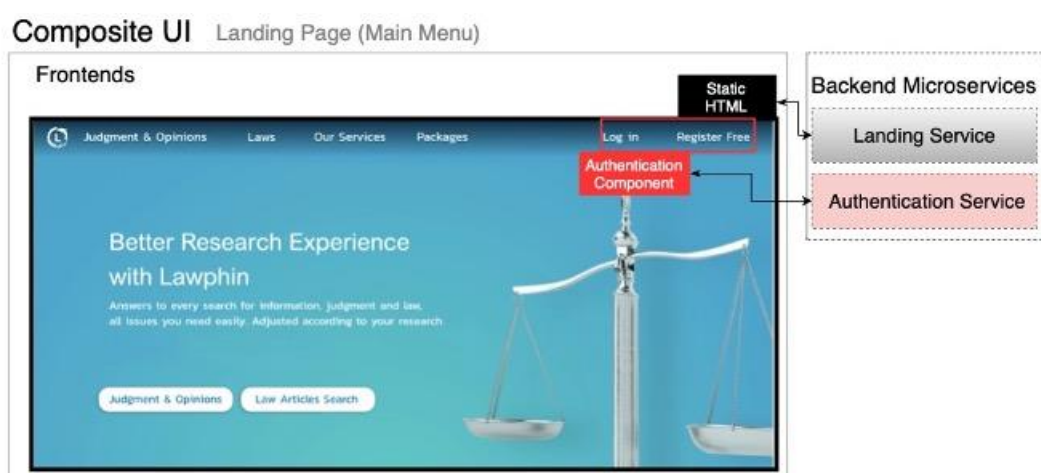 Composite UI Landing Page (Main Menu)
Frontends
Static
HTML
Backend Microservices
Landing Service
Authentication Service
Judgment & Opinions Laws Our Services Packages Log in Register Free
Authentication
Component
Better Research Experience
with Lawphin
Answers to every search for information, judgment and law,
all issues you need easily. Adjusted according to your research
Judgment & Opinions Law Articles Search